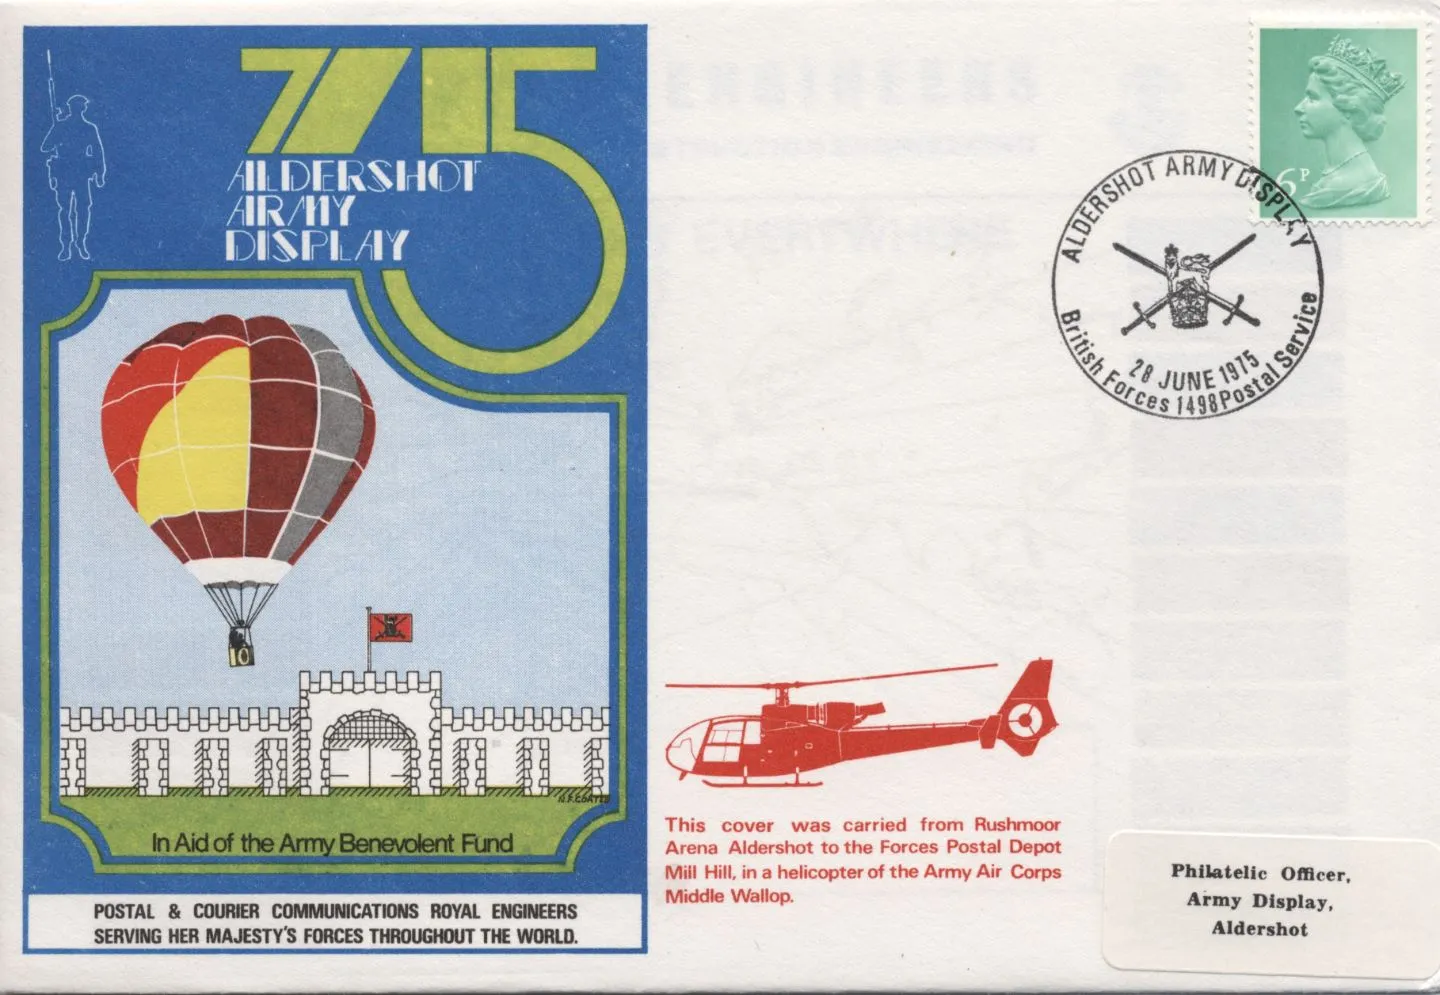 75
ALDERSHOT
ARMY
DISPLAY
10
N.F.COATES
In Aid of the Army Benevolent Fund
POSTAL & COURIER COMMUNICATIONS ROYAL ENGINEERS
SERVING HER MAJESTY'S FORCES THROUGHOUT THE WORLD.
6P
ALDERSHOT ARMY DISPLAY
28 JUNE 1975
British Forces 1498 Postal Service
This cover was carried from Rushmoor
Arena Aldershot to the Forces Postal Depot
Mill Hill, in a helicopter of the Army Air Corps
Middle Wallop.
Philatelic Officer,
Army Display,
Aldershot